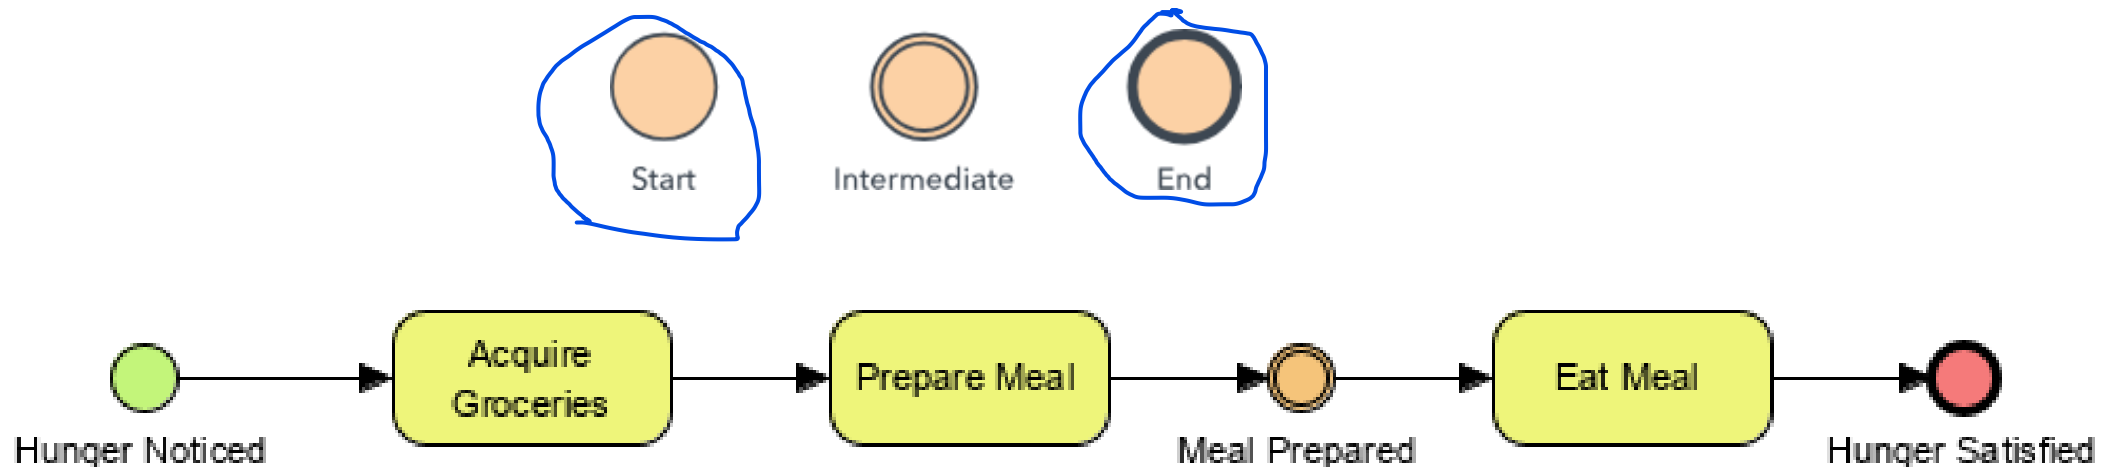 Start
Intermediate
End
Acquire
Groceries
Prepare Meal
Eat Meal
Hunger Noticed
Meal Prepared
Hunger Satisfied